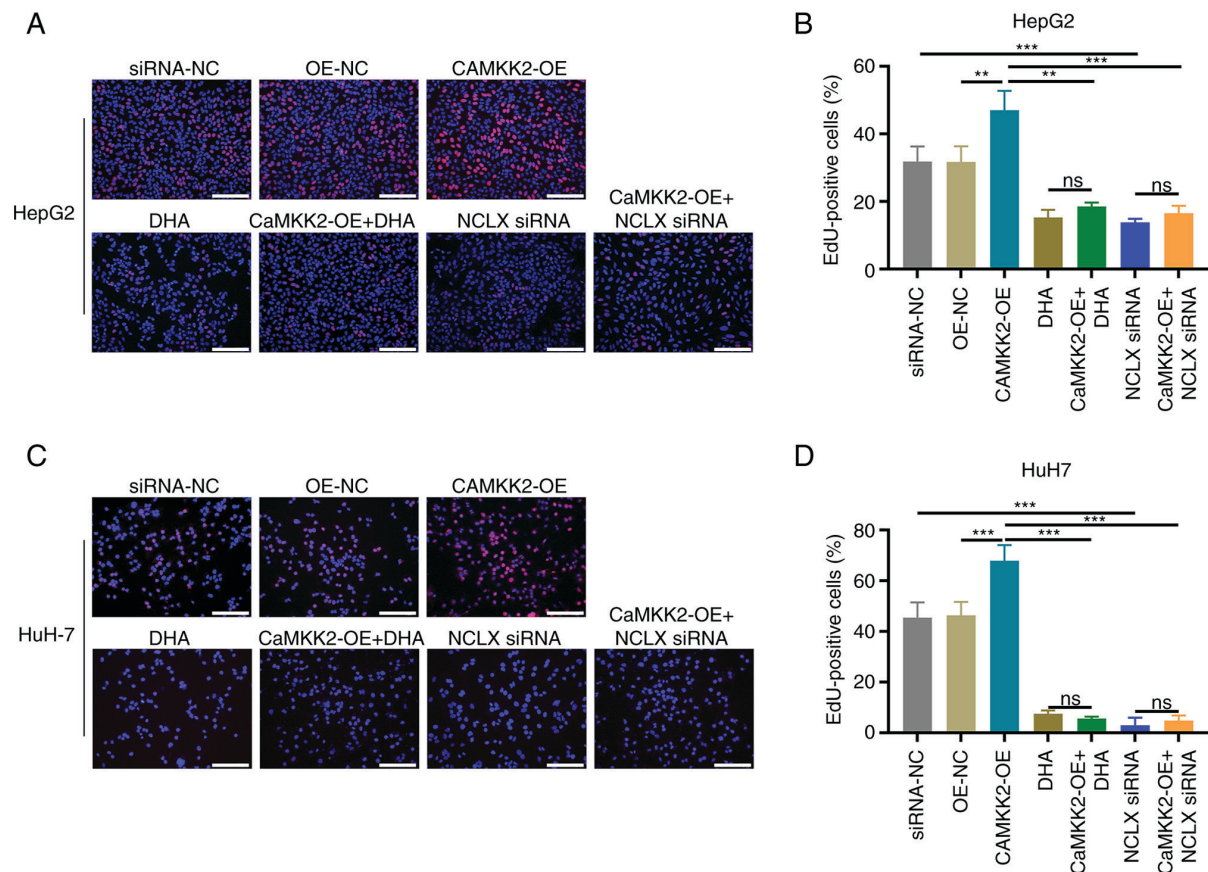 A
siRNA-NC OE-NC CAMKK2-OE
HepG2
DHA CaMKK2-OE+DHA NCLX siRNA CaMKK2-OE+
NCLX siRNA
B
HepG2
***
***
** **
ns ns
EdU-positive cells (%)
60
40
20
0
siRNA-NC
OE-NC
CAMKK2-OE
DHA
CaMKK2-OE+
DHA
NCLX siRNA
CaMKK2-OE+
NCLX siRNA
C
siRNA-NC OE-NC CAMKK2-OE
HuH-7
DHA CaMKK2-OE+DHA NCLX siRNA CaMKK2-OE+
NCLX siRNA
D
HuH7
***
***
*** ***
ns ns
EdU-positive cells (%)
80
60
40
20
0
siRNA-NC
OE-NC
CAMKK2-OE
DHA
CaMKK2-OE+
DHA
NCLX siRNA
CaMKK2-OE+
NCLX siRNA